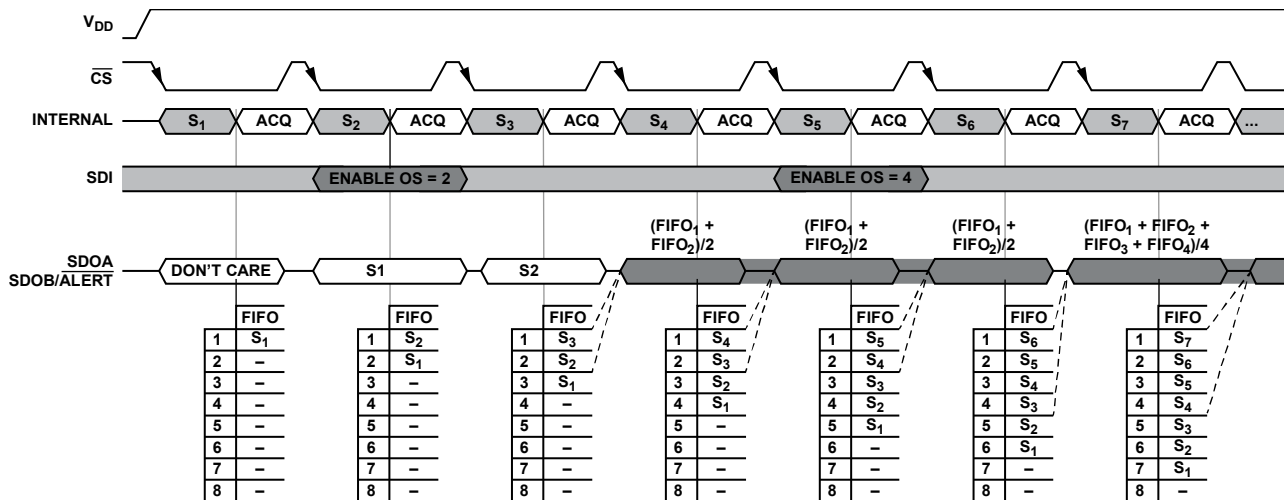 VDD
CS
INTERNAL S1 ACQ S2 ACQ S3 ACQ S4 ACQ S5 ACQ S6 ACQ S7 ACQ ...
SDI ENABLE OS = 2 ENABLE OS = 4
(FIFO1 + FIFO2)/2 (FIFO1 + FIFO2)/2 (FIFO1 + FIFO2)/2 (FIFO1 + FIFO2 + FIFO3 + FIFO4)/4
SDOA
SDOB/ALERT DON'T CARE S1 S2
FIFO FIFO FIFO FIFO FIFO FIFO FIFO
1 S1 1 S2 1 S3 1 S4 1 S5 1 S6 1 S7
2 – 2 S1 2 S2 2 S3 2 S4 2 S5 2 S6
3 – 3 – 3 S1 3 S2 3 S3 3 S4 3 S5
4 – 4 – 4 – 4 S1 4 S2 4 S3 4 S4
5 – 5 – 5 – 5 – 5 S1 5 S2 5 S3
6 – 6 – 6 – 6 – 6 – 6 S1 6 S2
7 – 7 – 7 – 7 – 7 – 7 – 7 S1
8 – 8 – 8 – 8 – 8 – 8 – 8 –